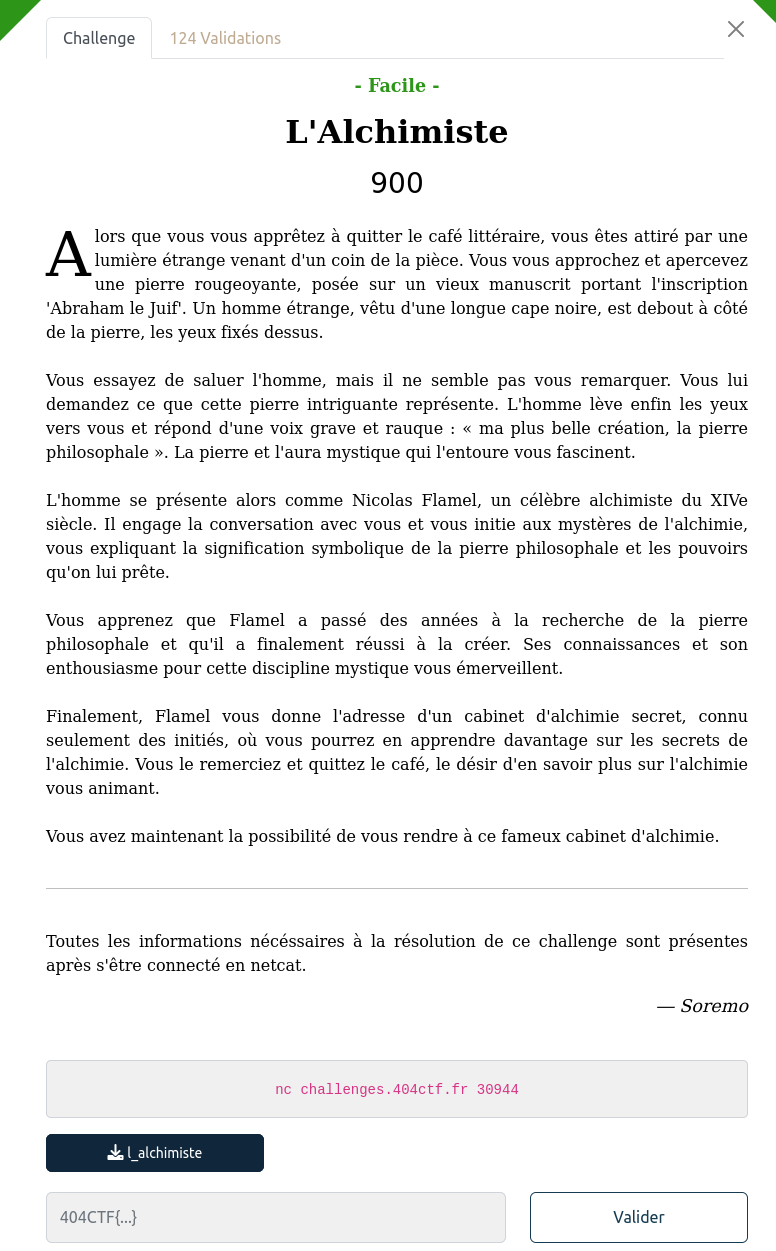 Challenge
124 Validations
- Facile -
L'Alchimiste
900
Alors que vous vous apprêtez à quitter le café littéraire, vous êtes attiré par une
lumière étrange venant d'un coin de la pièce. Vous vous approchez et apercevez
une pierre rougeoyante, posée sur un vieux manuscrit portant l'inscription
'Abraham le Juif'. Un homme étrange, vêtu d'une longue cape noire, est debout à côté
de la pierre, les yeux fixés dessus.
Vous essayez de saluer l'homme, mais il ne semble pas vous remarquer. Vous lui
demandez ce que cette pierre intriguante représente. L'homme lève enfin les yeux
vers vous et répond d'une voix grave et rauque : « ma plus belle création, la pierre
philosophale ». La pierre et l'aura mystique qui l'entoure vous fascinent.
L'homme se présente alors comme Nicolas Flamel, un célèbre alchimiste du XIVe
siècle. Il engage la conversation avec vous et vous initie aux mystères de l'alchimie,
vous expliquant la signification symbolique de la pierre philosophale et les pouvoirs
qu'on lui prête.
Vous apprenez que Flamel a passé des années à la recherche de la pierre
philosophale et qu'il a finalement réussi à la créer. Ses connaissances et son
enthousiasme pour cette discipline mystique vous émerveillent.
Finalement, Flamel vous donne l'adresse d'un cabinet d'alchimie secret, connu
seulement des initiés, où vous pourrez en apprendre davantage sur les secrets de
l'alchimie. Vous le remerciez et quittez le café, le désir d'en savoir plus sur l'alchimie
vous animant.
Vous avez maintenant la possibilité de vous rendre à ce fameux cabinet d'alchimie.
Toutes les informations nécéssaires à la résolution de ce challenge sont présentes
après s'être connecté en netcat.
— Soremo
nc challenges.404ctf.fr 30944
l_alchimiste
404CTF{...}
Valider